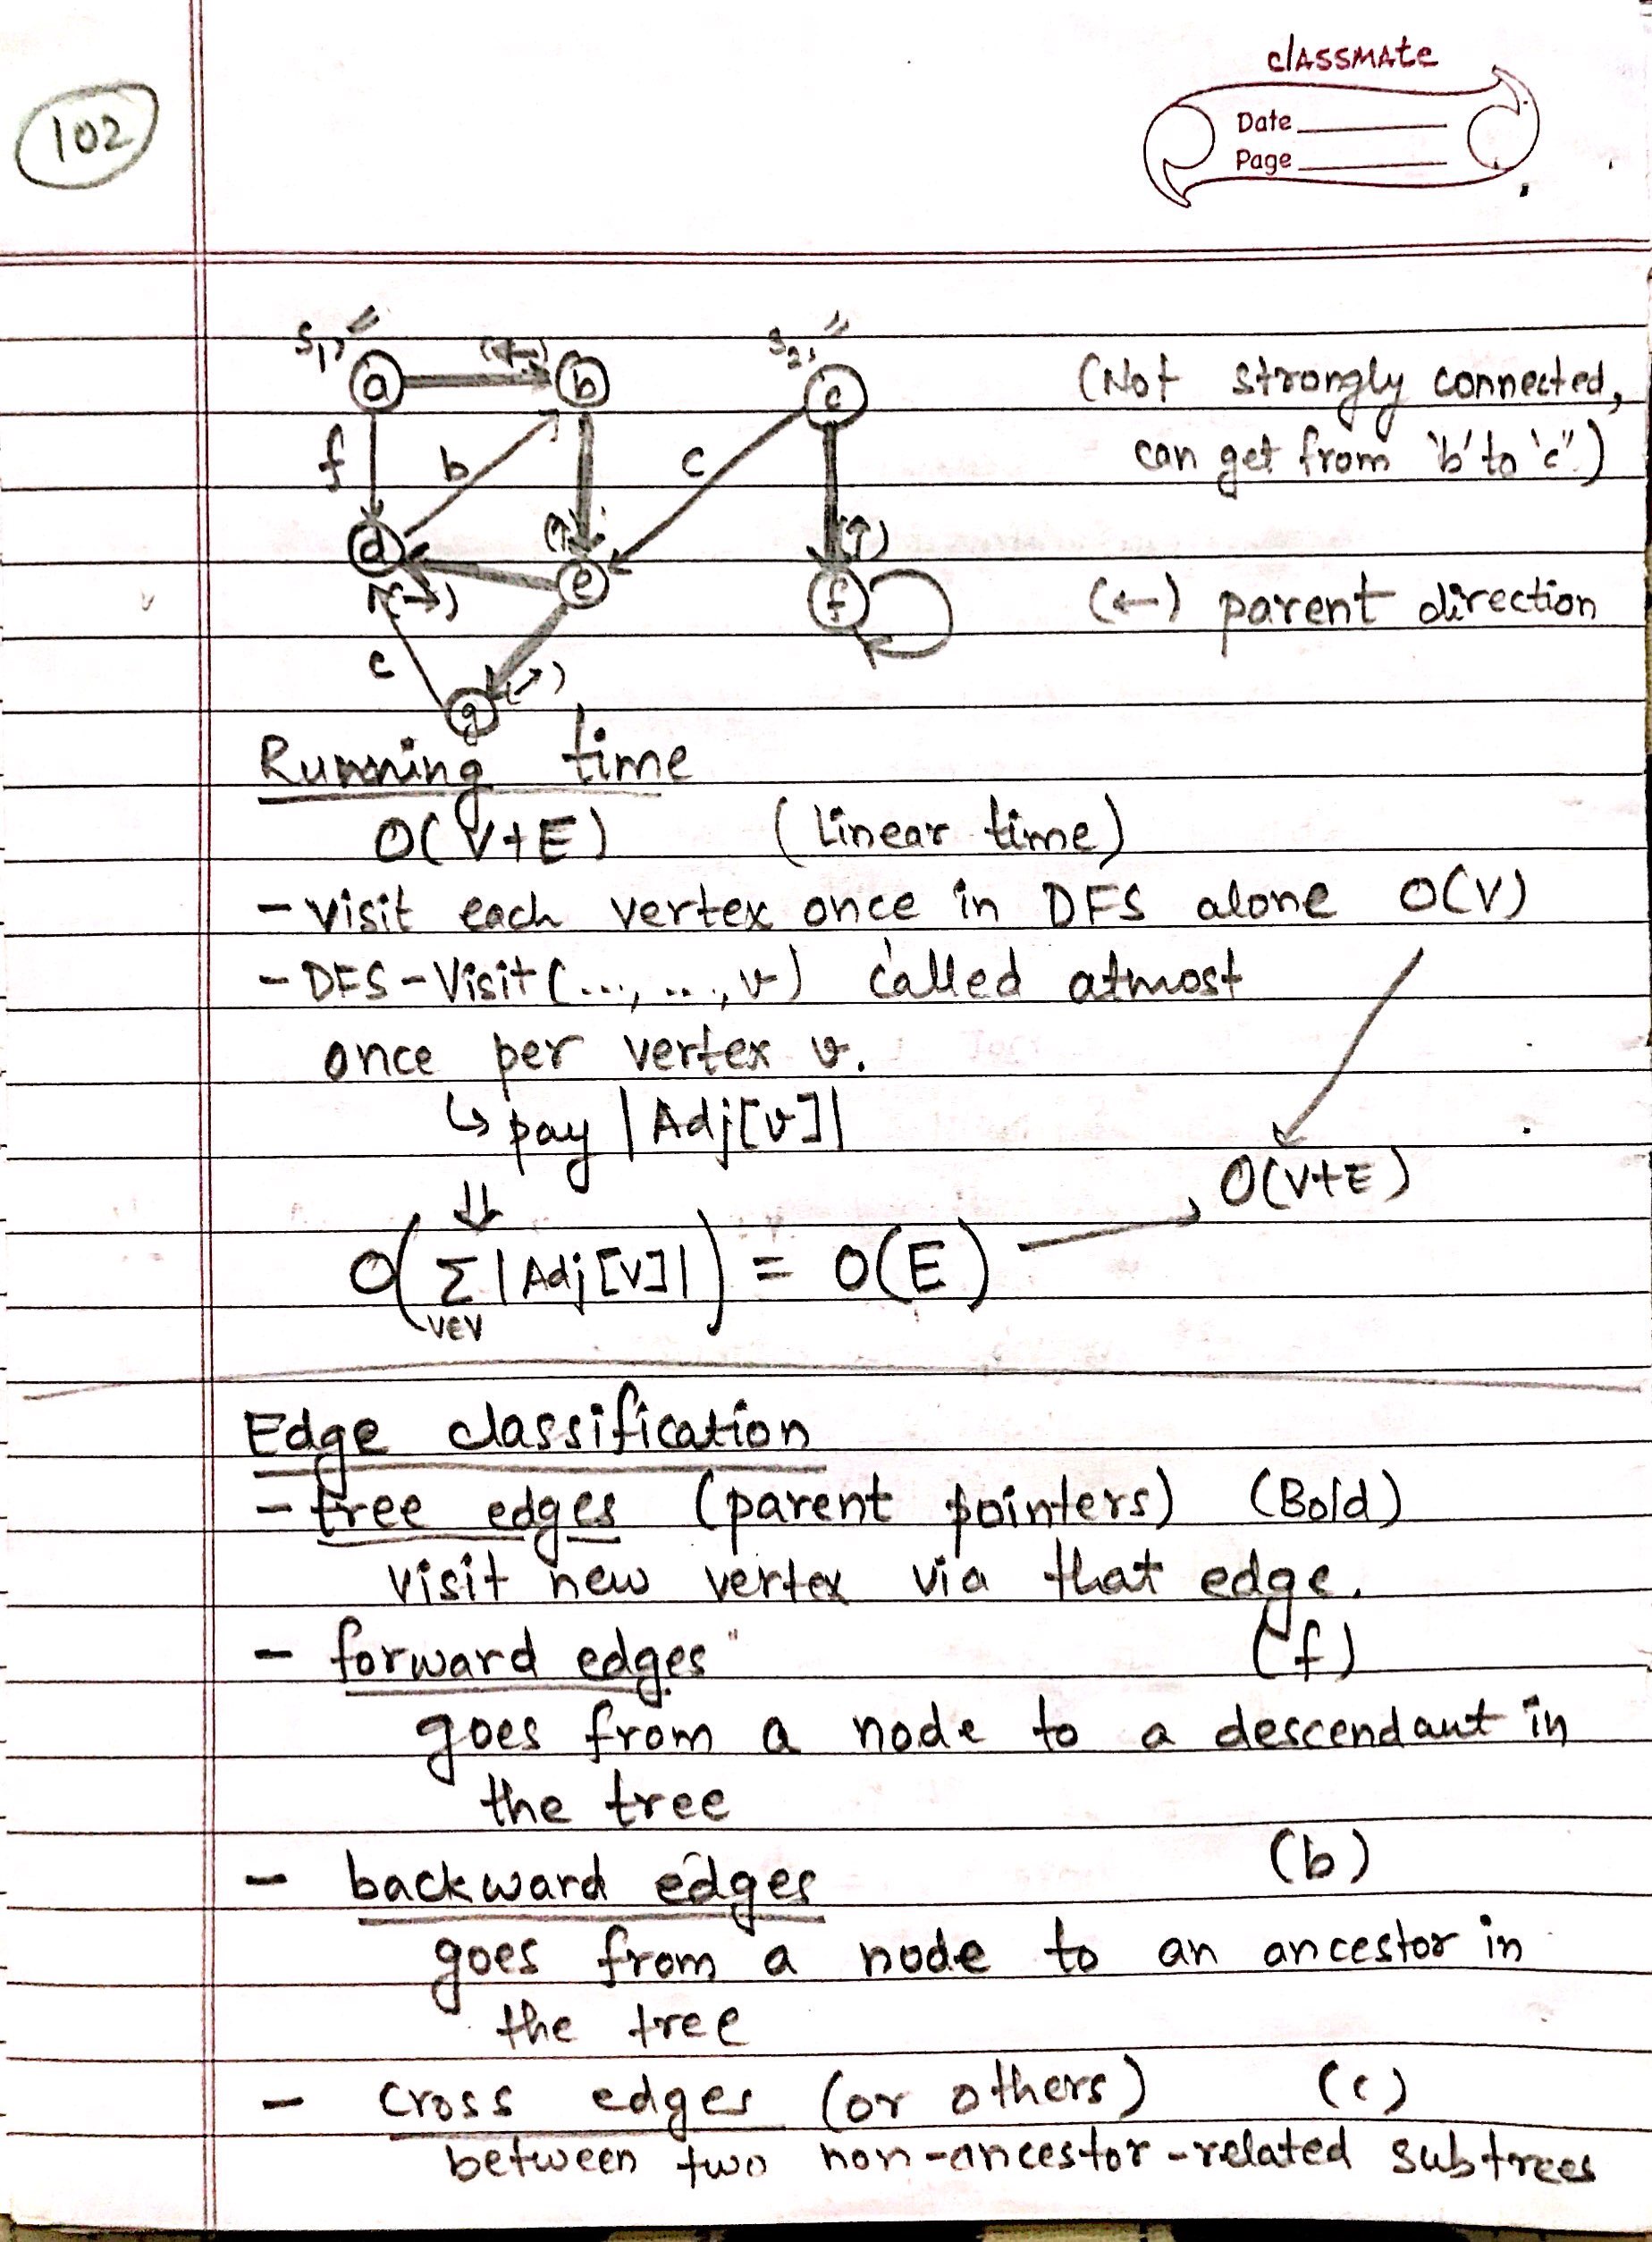 classmate
Date
Page
102
S₁,
S₂,
a
(←)
b
c
(Not strongly connected,
can get from 'b' to 'c'')
f
b
c
d
(↑)
e
(↑)
f
(→)
(←) parent direction
c
(↗)
g
Running time
O(V+E) (Linear time)
- visit each vertex once in DFS alone O(V)
- DFS-Visit(..., .., v) called atmost
once per vertex v.
↳ pay |Adj[v]|
O(V+E)
⇓
O(Σ|Adj[v]|) = O(E)
v∈V
Edge classification
- tree edges (parent pointers) (Bold)
visit new vertex via that edge.
- forward edges (f)
goes from a node to a descendant in
the tree
- backward edges (b)
goes from a node to an ancestor in
the tree
- cross edges (or others) (c)
between two non-ancestor-related subtrees